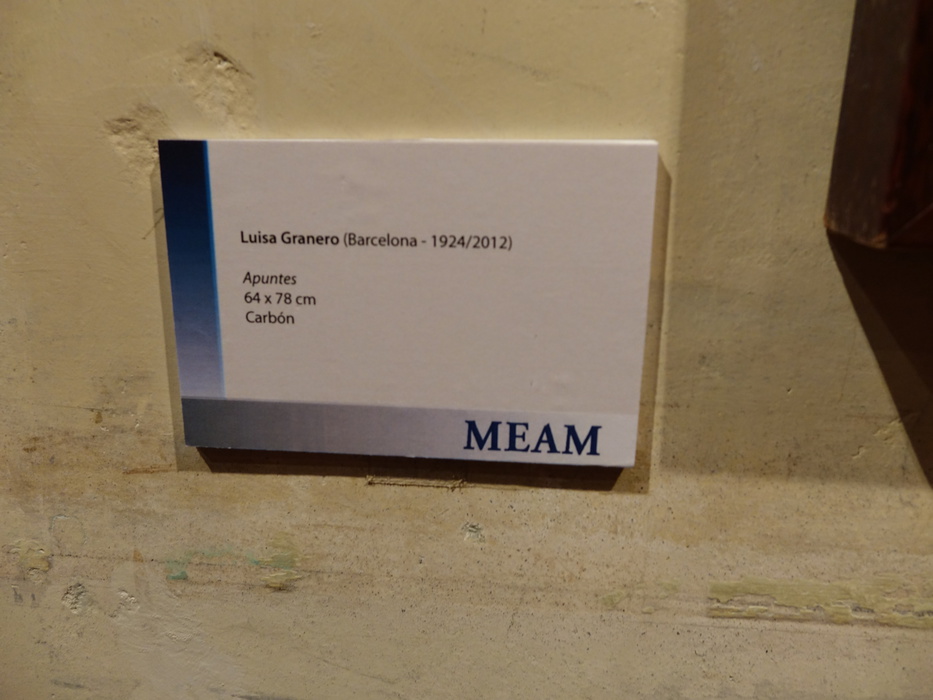 Luisa Granero (Barcelona - 1924/2012)
Apuntes
64 x 78 cm
Carbón
MEAM